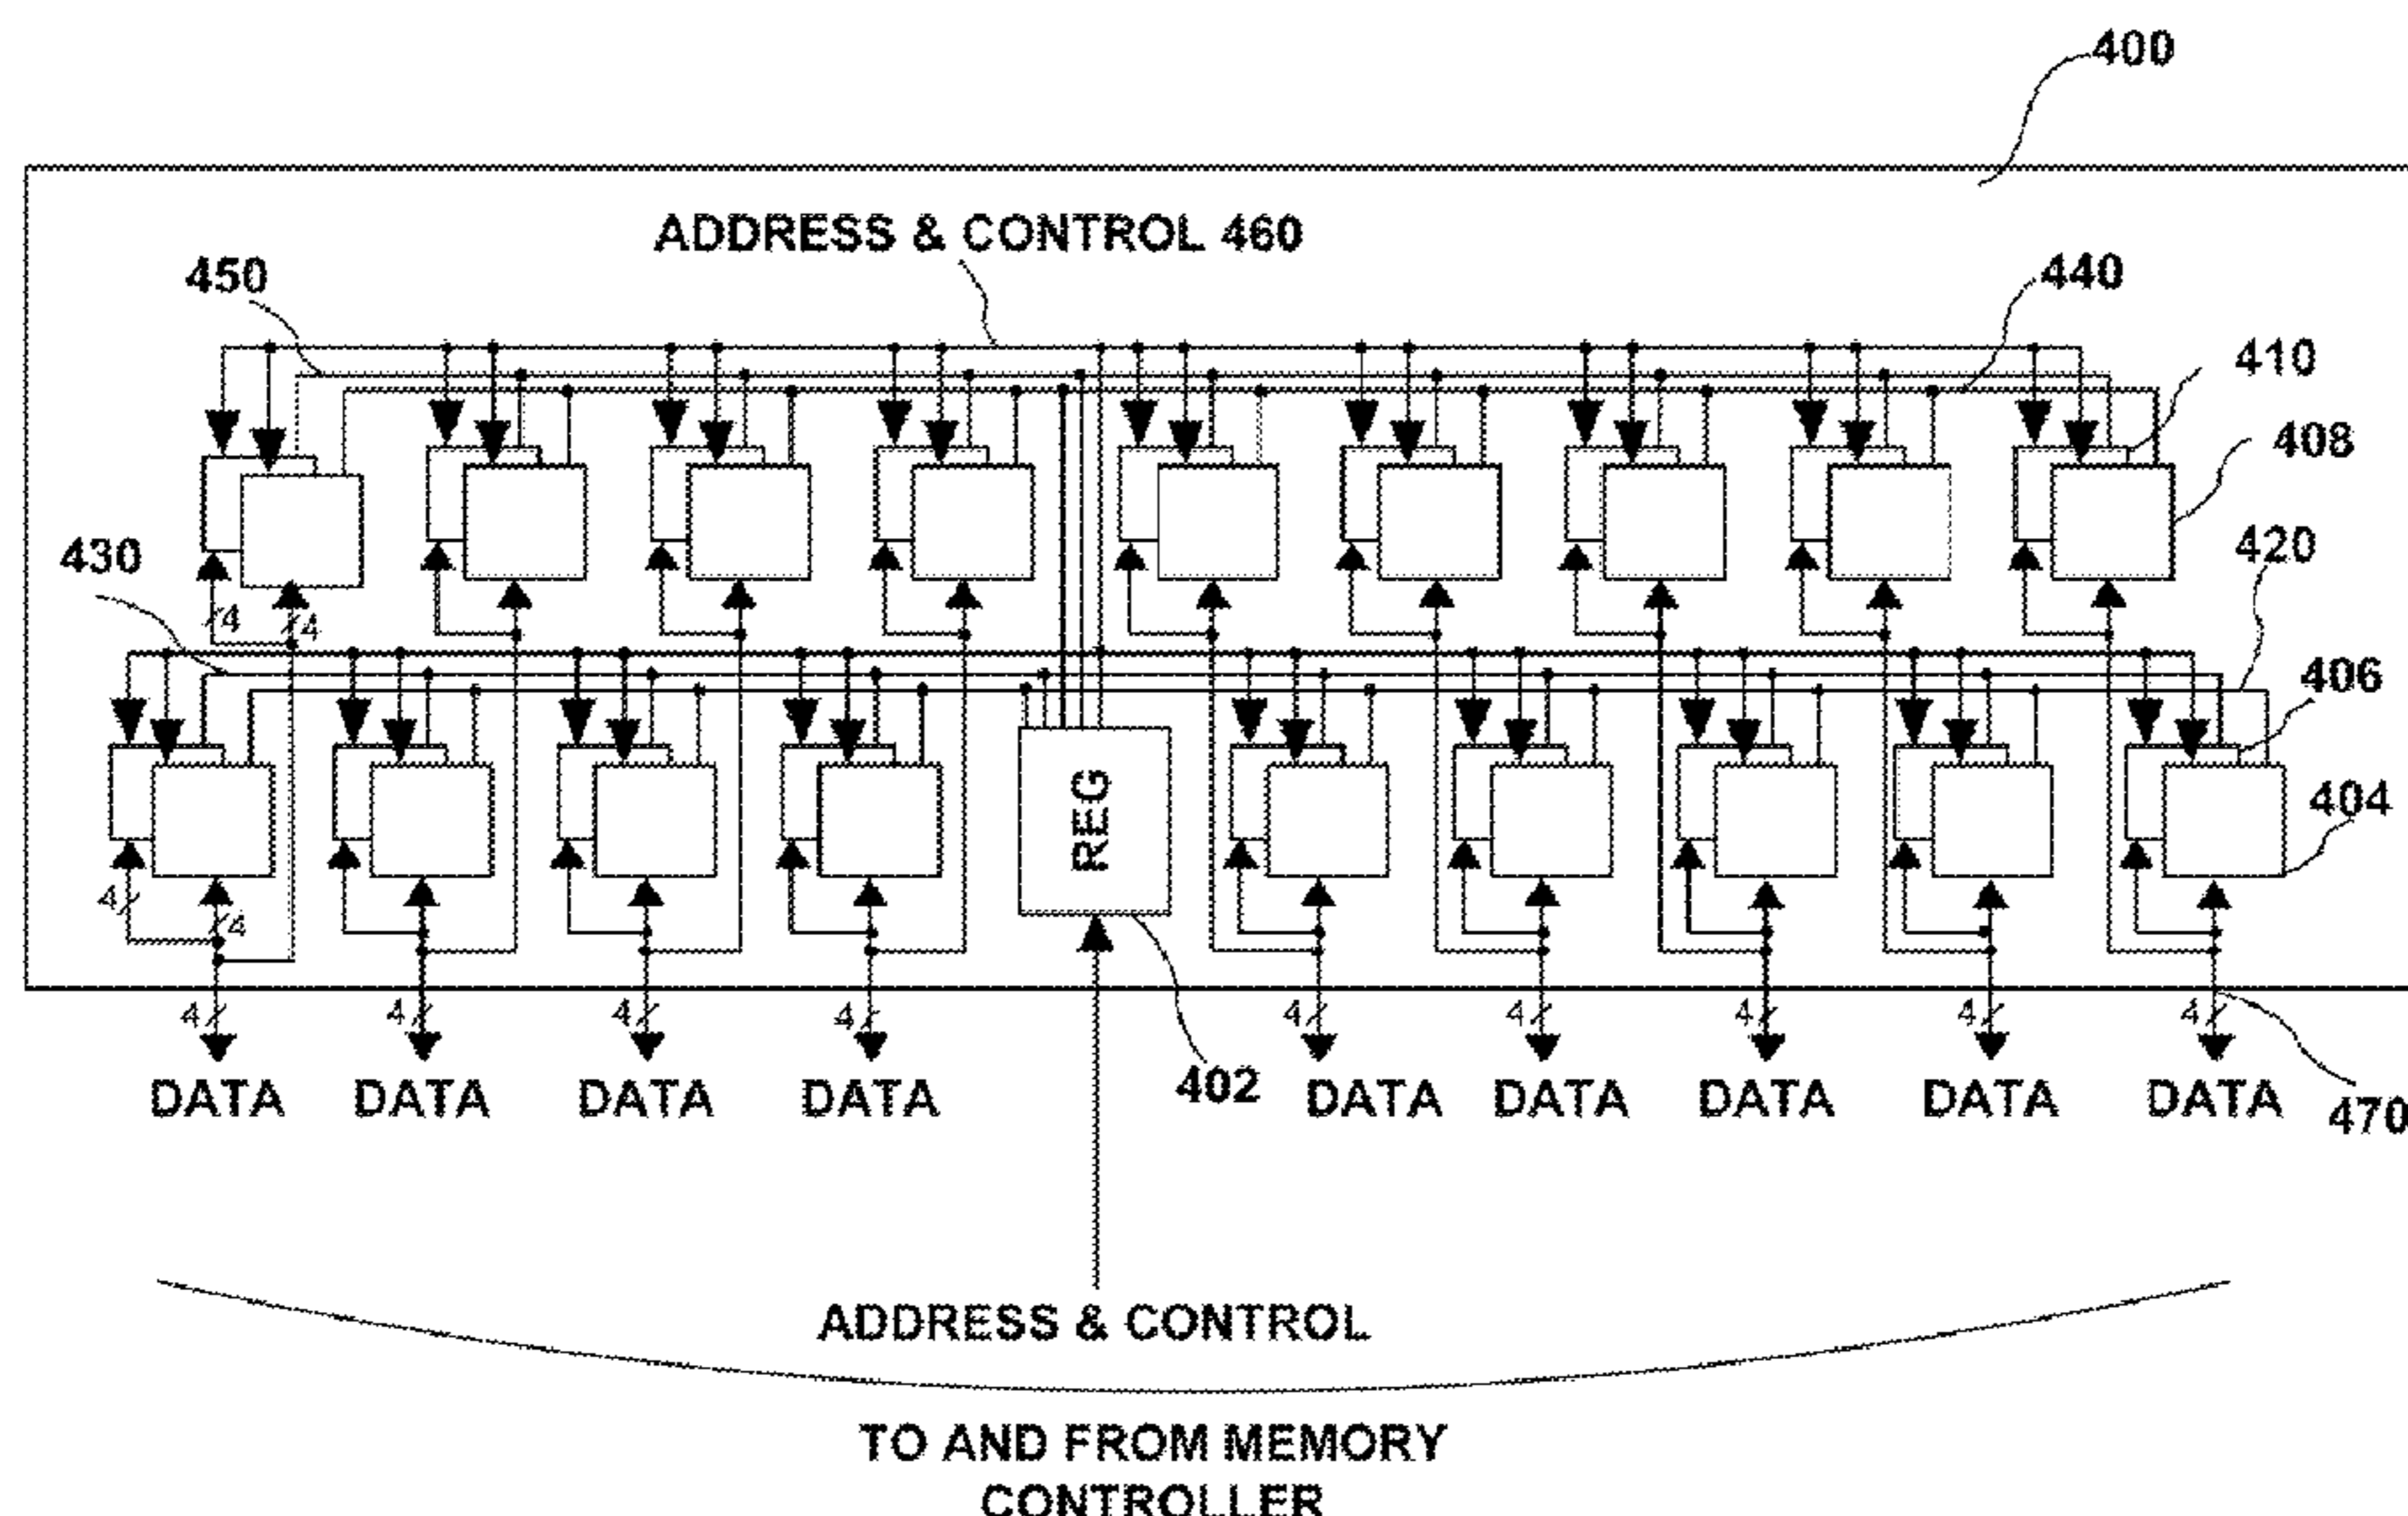 400
ADDRESS & CONTROL 460
450
440
410
408
430
420
4 4
406
REG
404
4
4
4 4 4 4 4 4 4 4 4
DATA DATA DATA DATA 402 DATA DATA DATA DATA DATA
470
ADDRESS & CONTROL
TO AND FROM MEMORY
CONTROLLER